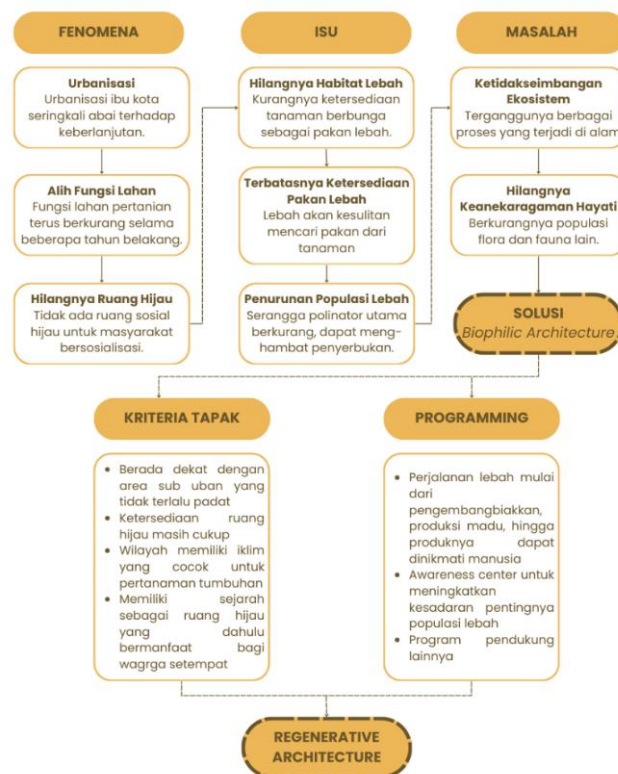 FENOMENA
Urbanisasi
Urbanisasi ibu kota
seringkali abai terhadap
keberlanjutan.
Alih Fungsi Lahan
Fungsi lahan pertanian
terus berkurang selama
beberapa tahun belakang.
Hilangnya Ruang Hijau
Tidak ada ruang sosial
hijau untuk masyarakat
bersosialisasi.
ISU
Hilangnya Habitat Lebah
Kurangnya ketersediaan
tanaman berbunga
sebagai pakan lebah.
Terbatasnya Ketersediaan
Pakan Lebah
Lebah akan kesulitan
mencari pakan dari
tanaman
Penurunan Populasi Lebah
Serangga polinator utama
berkurang, dapat meng-
hambat penyerbukan.
MASALAH
Ketidakseimbangan
Ekosistem
Terganggunya berbagai
proses yang terjadi di alam
Hilangnya
Keanekaragaman Hayati
Berkurangnya populasi
flora dan fauna lain.
SOLUSI
Biophilic Architecture.
KRITERIA TAPAK
• Berada dekat dengan
area sub uban yang
tidak terlalu padat
• Ketersediaan ruang
hijau masih cukup
• Wilayah memiliki iklim
yang cocok untuk
pertanaman tumbuhan
• Memiliki sejarah
sebagai ruang hijau
yang dahulu
bermanfaat bagi
wagrga setempat
PROGRAMMING
• Perjalanan lebah mulai
dari
pengembangbiakkan,
produksi madu, hingga
produknya dapat
dinikmati manusia
• Awareness center untuk
meningkatkan
kesadaran pentingnya
populasi lebah
• Program pendukung
lainnya
REGENERATIVE
ARCHITECTURE